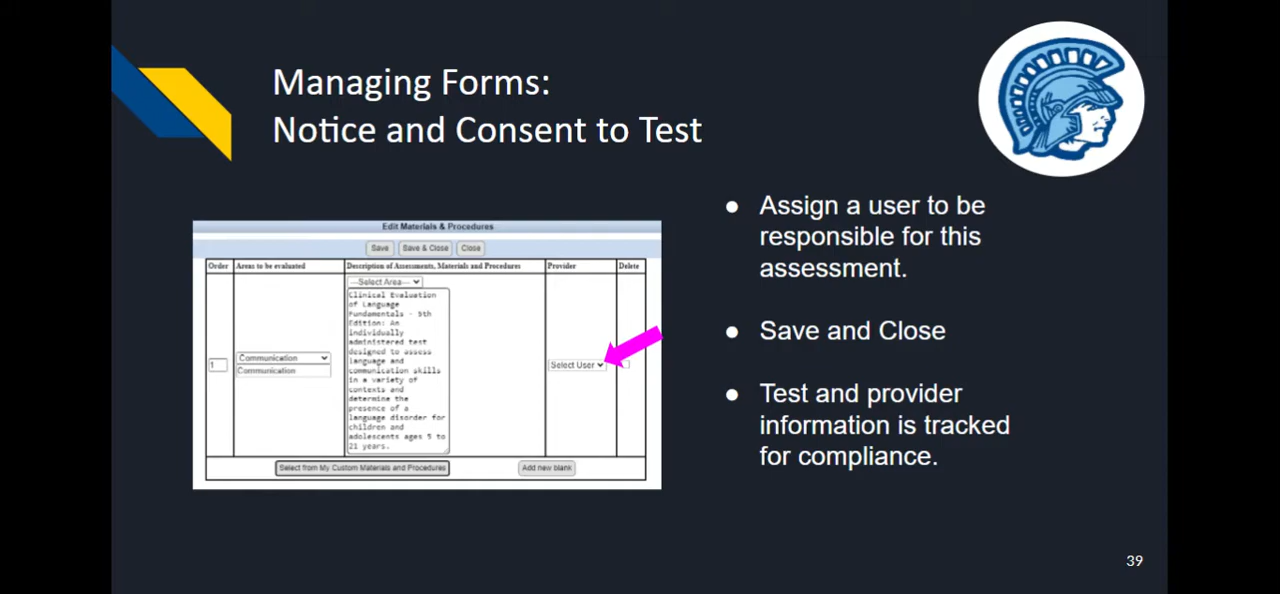 Managing Forms:
Notice and Consent to Test
Edit Materials & Procedures
Save
Save & Close
Close
Order
Areas to be evaluated
Description of Assessments, Materials and Procedures
Provider
Delete
---Select Area---
Clinical Evaluation
of Language
Fundamentals - 5th
Edition: An
individually
administered test
designed to assess
language and
communication skills
in a variety of
contexts and
determine the
presence of a
language disorder for
children and
adolescents ages 5 to
21 years.
1
Communication
Communication
Select User
Select from My Custom Materials and Procedures
Add new blank
● Assign a user to be
responsible for this
assessment.
● Save and Close
● Test and provider
information is tracked
for compliance.
39